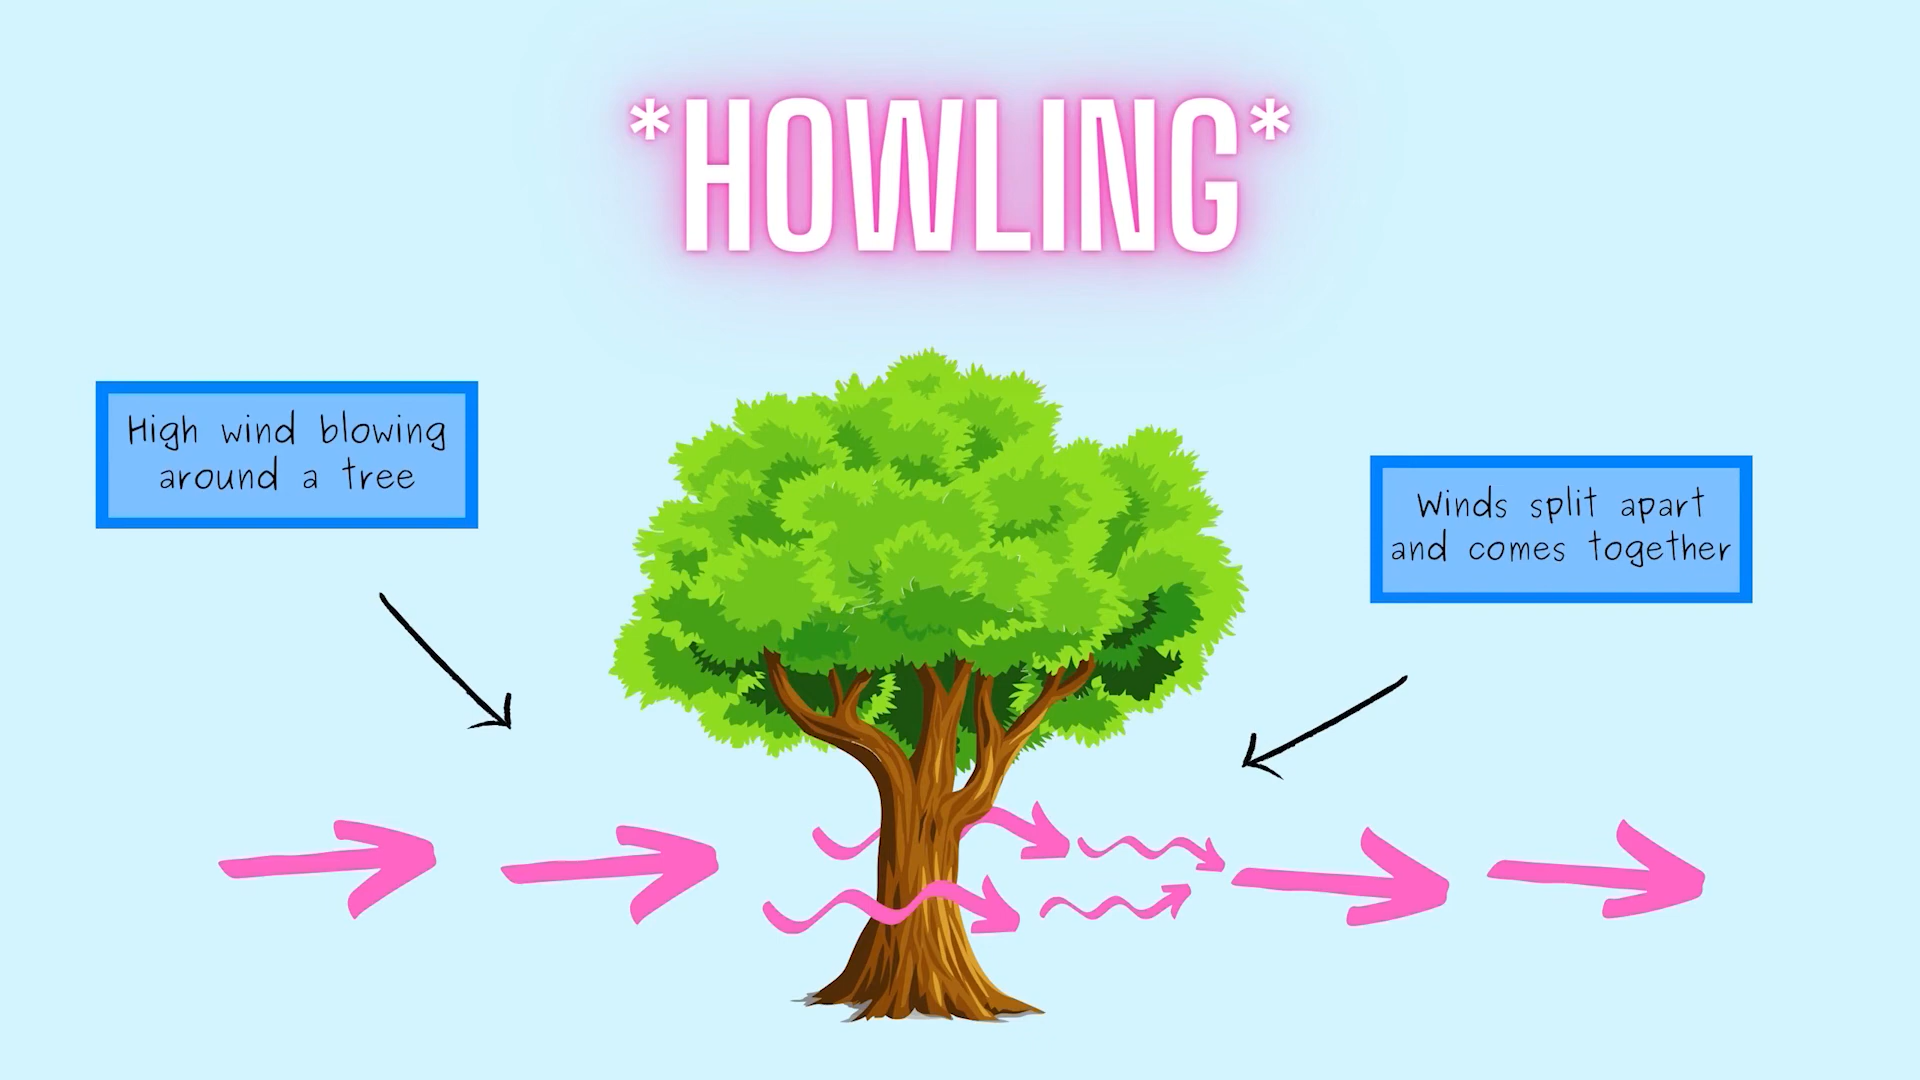 *HOWLING*
High wind blowing
around a tree
Winds split apart
and comes together